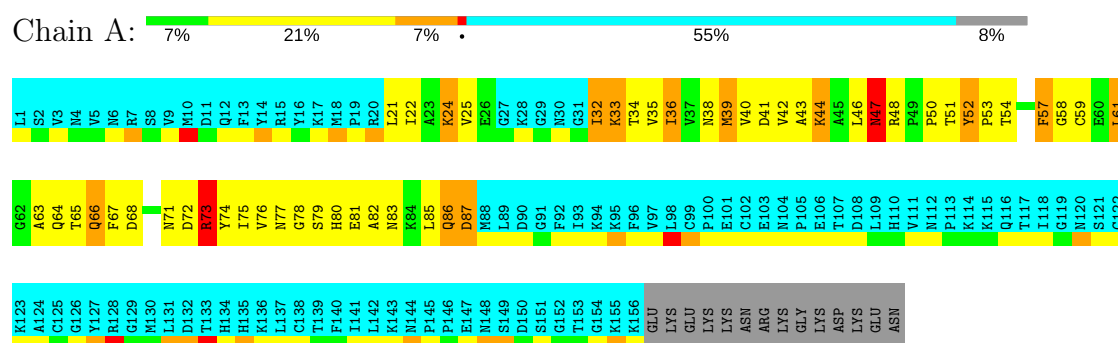 Chain A:
7% 21% 7% • 55% 8%
L1 S2 V3 N4 V5 N6 R7 S8 Y9 M10 D11 Q12 F13 Y14 R15 Y16 K17 M18 P19 R20 L21 I22 A23 K24 V25 E26 G27 K28 G29 N30 G31 I32 K33 T34 V35 I36 V37 N38 M39 V40 D41 V42 A43 K44 A45 L46 N47 R48 P49 P50 T51 Y52 P53 T54 F57 G58 C59 E60 L61
G62 A63 Q64 T65 Q66 F67 D68 N71 D72 R73 Y74 I75 V76 N77 G78 S79 H80 E81 A82 N83 K84 L85 Q86 D87 M88 L89 D90 G91 F92 I93 K94 K95 F96 V97 L98 C99 P100 E101 C102 E103 N104 P105 E106 T107 D108 L109 H110 V111 N112 P113 K114 K115 Q116 T117 I118 G119 N120 S121 C122
K123 A124 C125 G126 Y127 R128 G129 M130 L131 D132 T133 H134 H135 K136 L137 C138 T139 F140 I141 L142 K143 N144 P145 P146 E147 N148 S149 D150 S151 G152 T153 G154 K155 K156 GLU LYS GLU LYS LYS ASN ARG LYS GLY LYS ASP LYS GLU ASN